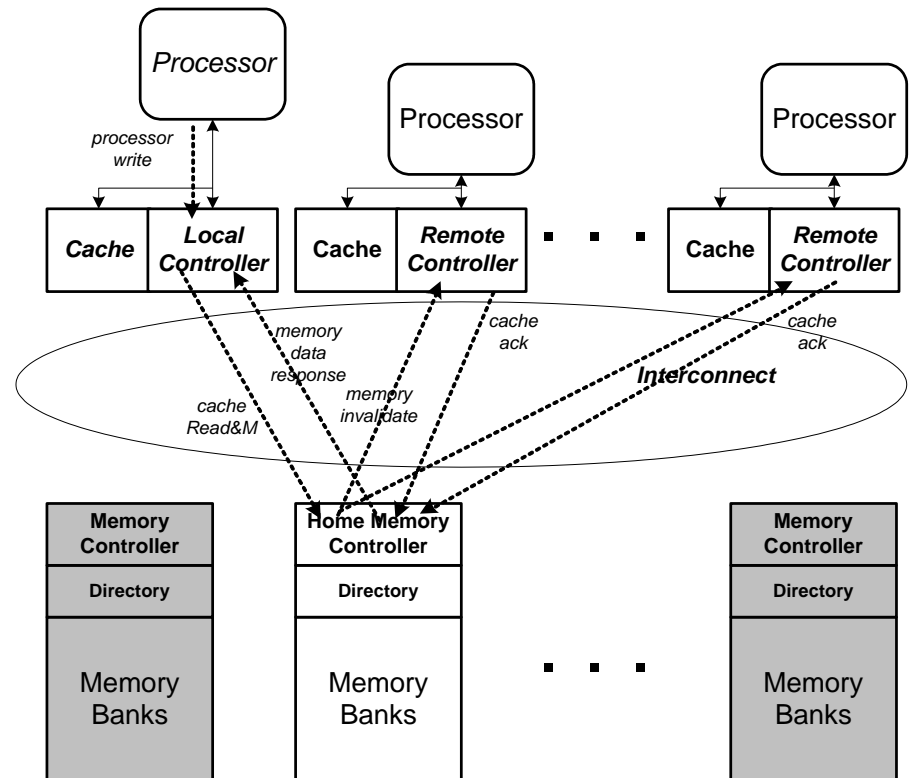 Processor
Processor
Processor
processor
write
Cache
Local
Controller
Cache
Remote
Controller
Cache
Remote
Controller
memory
data
response
cache
ack
cache
ack
Interconnect
cache
Read&M
memory
invalidate
Memory
Controller
Home Memory
Controller
Memory
Controller
Directory
Directory
Directory
Memory
Banks
Memory
Banks
Memory
Banks